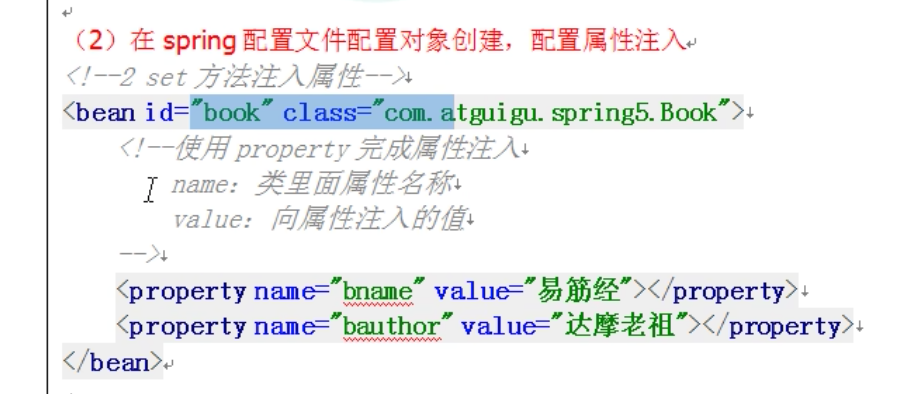 （2）在 spring 配置文件配置对象创建，配置属性注入
<!--2 set 方法注入属性-->
<bean id="book" class="com.atguigu.spring5.Book">
<!--使用 property 完成属性注入
name：类里面属性名称
value：向属性注入的值
-->
<property name="bname" value="易筋经"></property>
<property name="bauthor" value="达摩老祖"></property>
</bean>